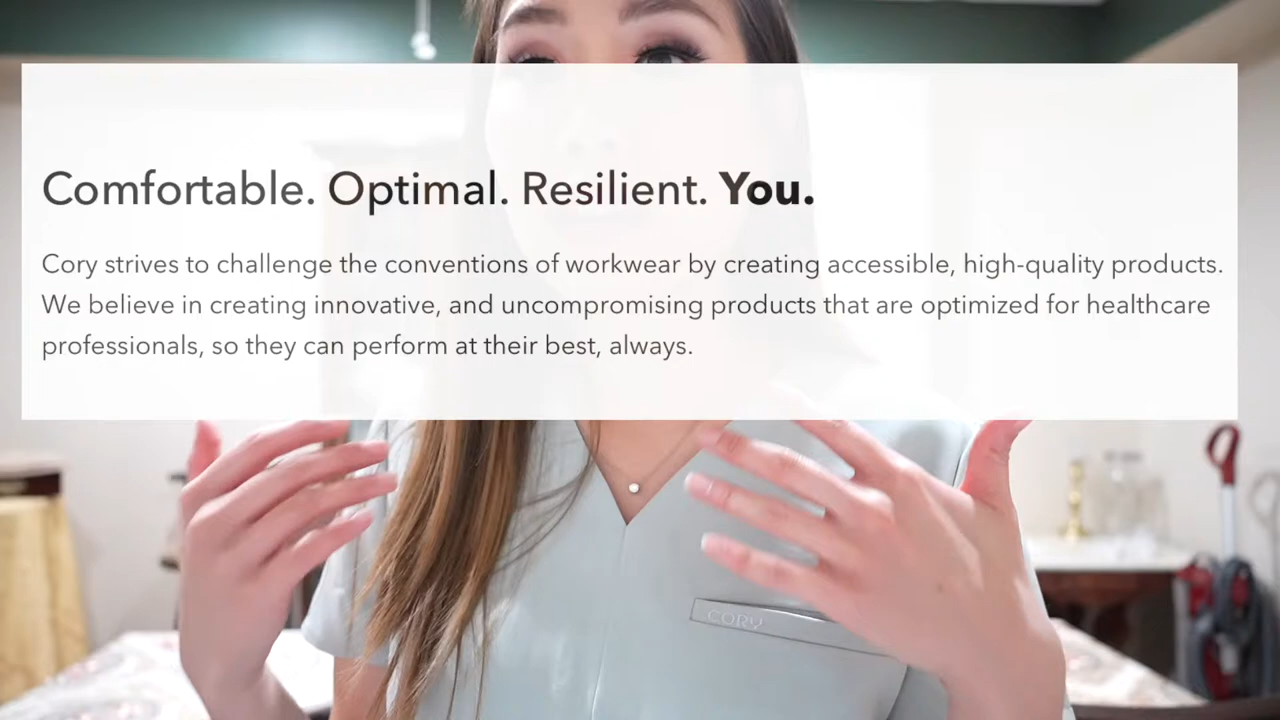 Comfortable. Optimal. Resilient. You.
Cory strives to challenge the conventions of workwear by creating accessible, high-quality products.
We believe in creating innovative, and uncompromising products that are optimized for healthcare
professionals, so they can perform at their best, always.
CORY